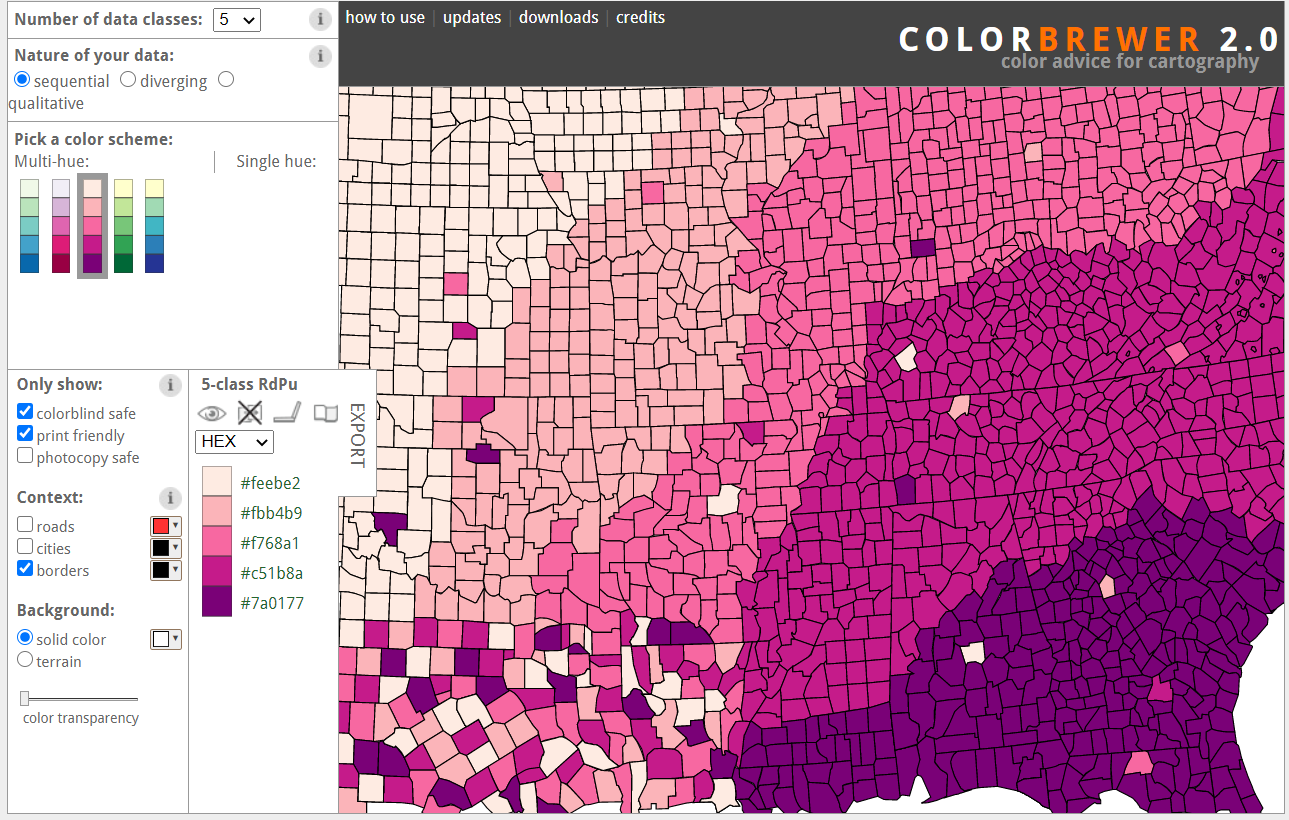 Number of data classes: 5 i
how to use | updates | downloads | credits
COLORBREWER 2.0
color advice for cartography
Nature of your data: i
sequential diverging
qualitative
Pick a color scheme:
Multi-hue: Single hue:
Only show: i
colorblind safe
print friendly
photocopy safe
Context: i
roads
cities
borders
Background:
solid color
terrain
color transparency
5-class RdPu
HEX
EXPORT
#feebe2
#fbb4b9
#f768a1
#c51b8a
#7a0177